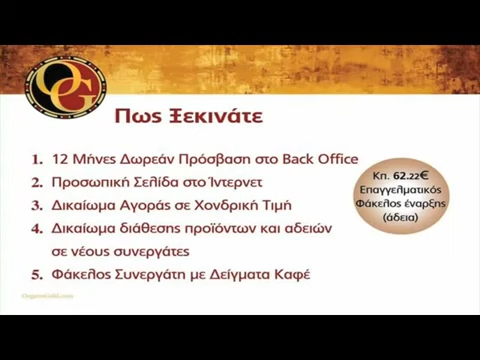 OG
Πως Ξεκινάτε
1. 12 Μήνες Δωρεάν Πρόσβαση στο Back Office
2. Προσωπική Σελίδα στο Ίντερνετ
3. Δικαίωμα Αγοράς σε Χονδρική Τιμή
4. Δικαίωμα διάθεσης προϊόντων και αδειών
σε νέους συνεργάτες
5. Φάκελος Συνεργάτη με Δείγματα Καφέ
Κπ. 62.22€
Επαγγελματικός
Φάκελος έναρξης
(άδεια)
OrganoGold.com